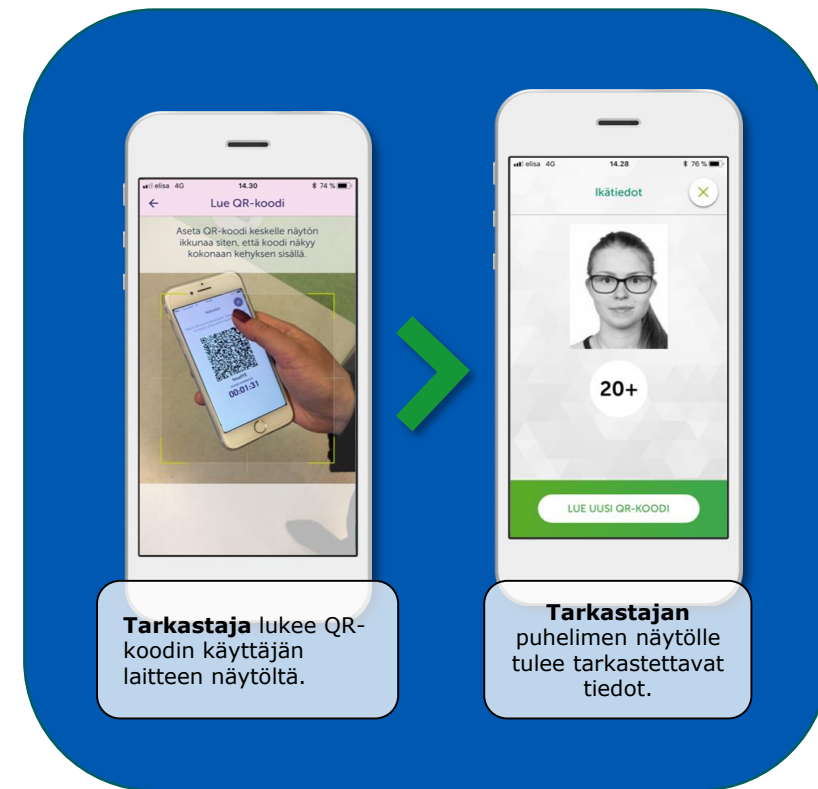 elisa 4G 14.30 74 %
Lue QR-koodi
Aseta QR-koodi keskelle näytön
ikkunaa siten, että koodi näkyy
kokonaan kehyksen sisällä.
00:01:31
Tarkastaja lukee QR-
koodin käyttäjän
laitteen näytöltä.
elisa 4G 14.28 76 %
Ikätiedot
20+
LUE UUSI QR-KOODI
Tarkastajan
puhelimen näytölle
tulee tarkastettavat
tiedot.